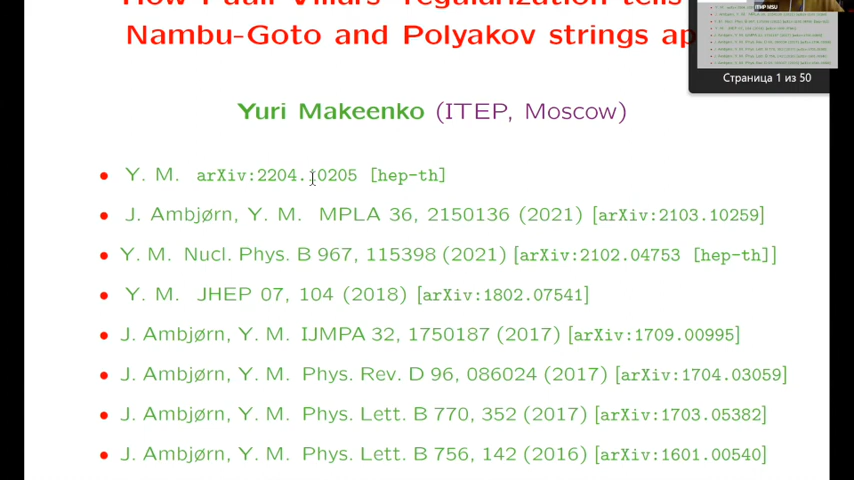 How Pauli-Villars' regularization tells
Nambu-Goto and Polyakov strings ap
ITHP MSU
Страница 1 из 50
Yuri Makeenko (ITEP, Moscow)
• Y. M. arXiv:2204.10205 [hep-th]
• J. Ambjørn, Y. M. MPLA 36, 2150136 (2021) [arXiv:2103.10259]
• Y. M. Nucl. Phys. B 967, 115398 (2021) [arXiv:2102.04753 [hep-th]]
• Y. M. JHEP 07, 104 (2018) [arXiv:1802.07541]
• J. Ambjørn, Y. M. IJMPA 32, 1750187 (2017) [arXiv:1709.00995]
• J. Ambjørn, Y. M. Phys. Rev. D 96, 086024 (2017) [arXiv:1704.03059]
• J. Ambjørn, Y. M. Phys. Lett. B 770, 352 (2017) [arXiv:1703.05382]
• J. Ambjørn, Y. M. Phys. Lett. B 756, 142 (2016) [arXiv:1601.00540]